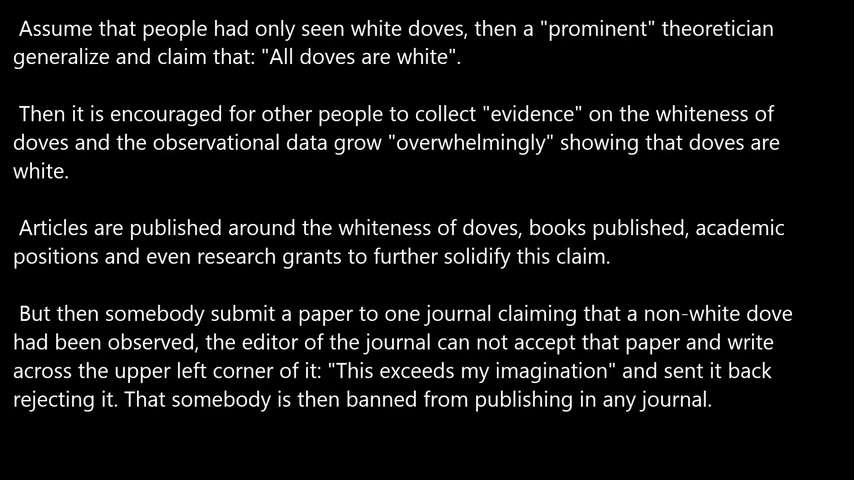 Assume that people had only seen white doves, then a "prominent" theoretician
generalize and claim that: "All doves are white".
Then it is encouraged for other people to collect "evidence" on the whiteness of
doves and the observational data grow "overwhelmingly" showing that doves are
white.
Articles are published around the whiteness of doves, books published, academic
positions and even research grants to further solidify this claim.
But then somebody submit a paper to one journal claiming that a non-white dove
had been observed, the editor of the journal can not accept that paper and write
across the upper left corner of it: "This exceeds my imagination" and sent it back
rejecting it. That somebody is then banned from publishing in any journal.